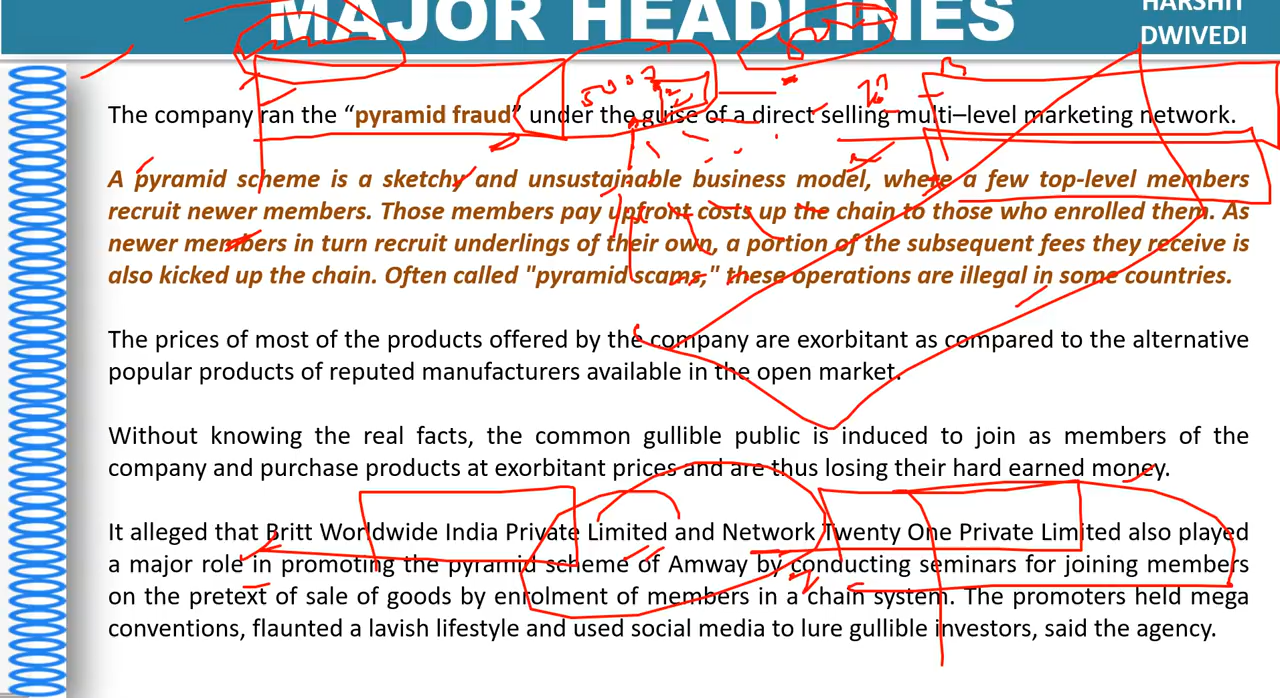 MAJOR HEADLINES
HARSHIT
DWIVEDI
The company ran the “pyramid fraud” under the guise of a direct selling multi–level marketing network.
A pyramid scheme is a sketchy and unsustainable business model, where a few top-level members
recruit newer members. Those members pay upfront costs up the chain to those who enrolled them. As
newer members in turn recruit underlings of their own, a portion of the subsequent fees they receive is
also kicked up the chain. Often called "pyramid scams," these operations are illegal in some countries.
The prices of most of the products offered by the company are exorbitant as compared to the alternative
popular products of reputed manufacturers available in the open market.
Without knowing the real facts, the common gullible public is induced to join as members of the
company and purchase products at exorbitant prices and are thus losing their hard earned money.
It alleged that Britt Worldwide India Private Limited and Network Twenty One Private Limited also played
a major role in promoting the pyramid scheme of Amway by conducting seminars for joining members
on the pretext of sale of goods by enrolment of members in a chain system. The promoters held mega
conventions, flaunted a lavish lifestyle and used social media to lure gullible investors, said the agency.